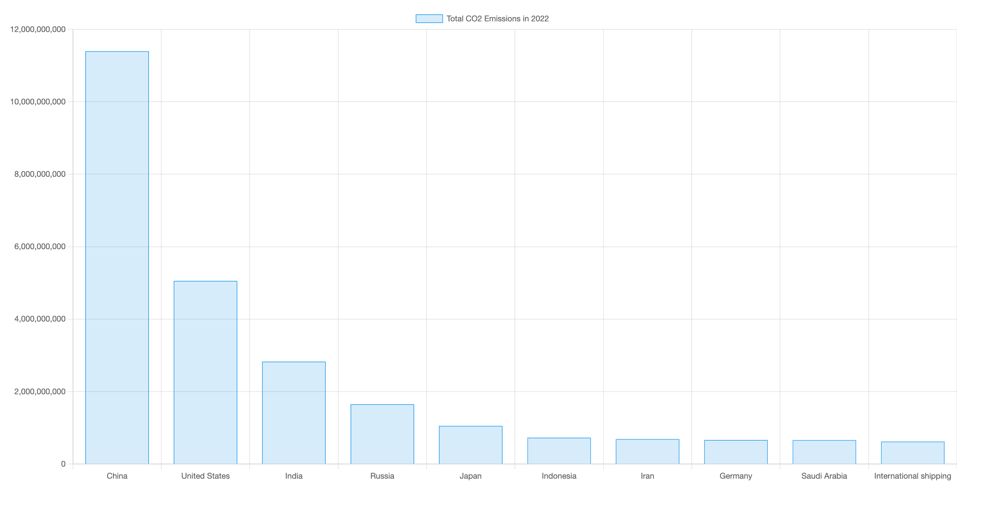 Total CO2 Emissions in 2022
12,000,000,000
10,000,000,000
8,000,000,000
6,000,000,000
4,000,000,000
2,000,000,000
0
China
United States
India
Russia
Japan
Indonesia
Iran
Germany
Saudi Arabia
International shipping